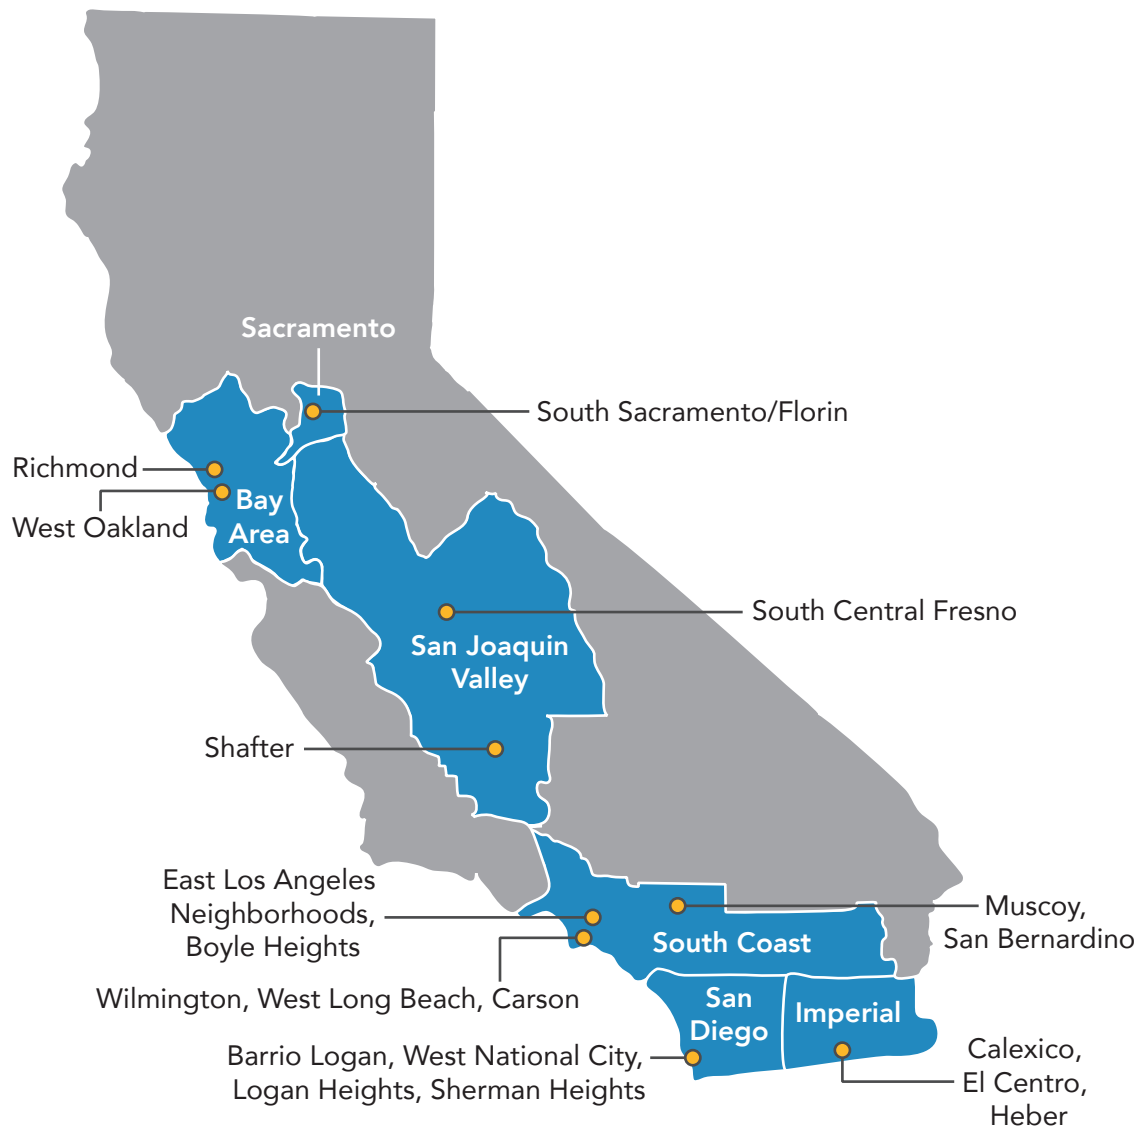 Sacramento
South Sacramento/Florin
Richmond
Bay
Area
West Oakland
South Central Fresno
San Joaquin
Valley
Shafter
East Los Angeles
Neighborhoods,
Boyle Heights
Muscoy,
San Bernardino
South Coast
Wilmington, West Long Beach, Carson
San
Diego
Imperial
Barrio Logan, West National City,
Logan Heights, Sherman Heights
Calexico,
El Centro,
Heber